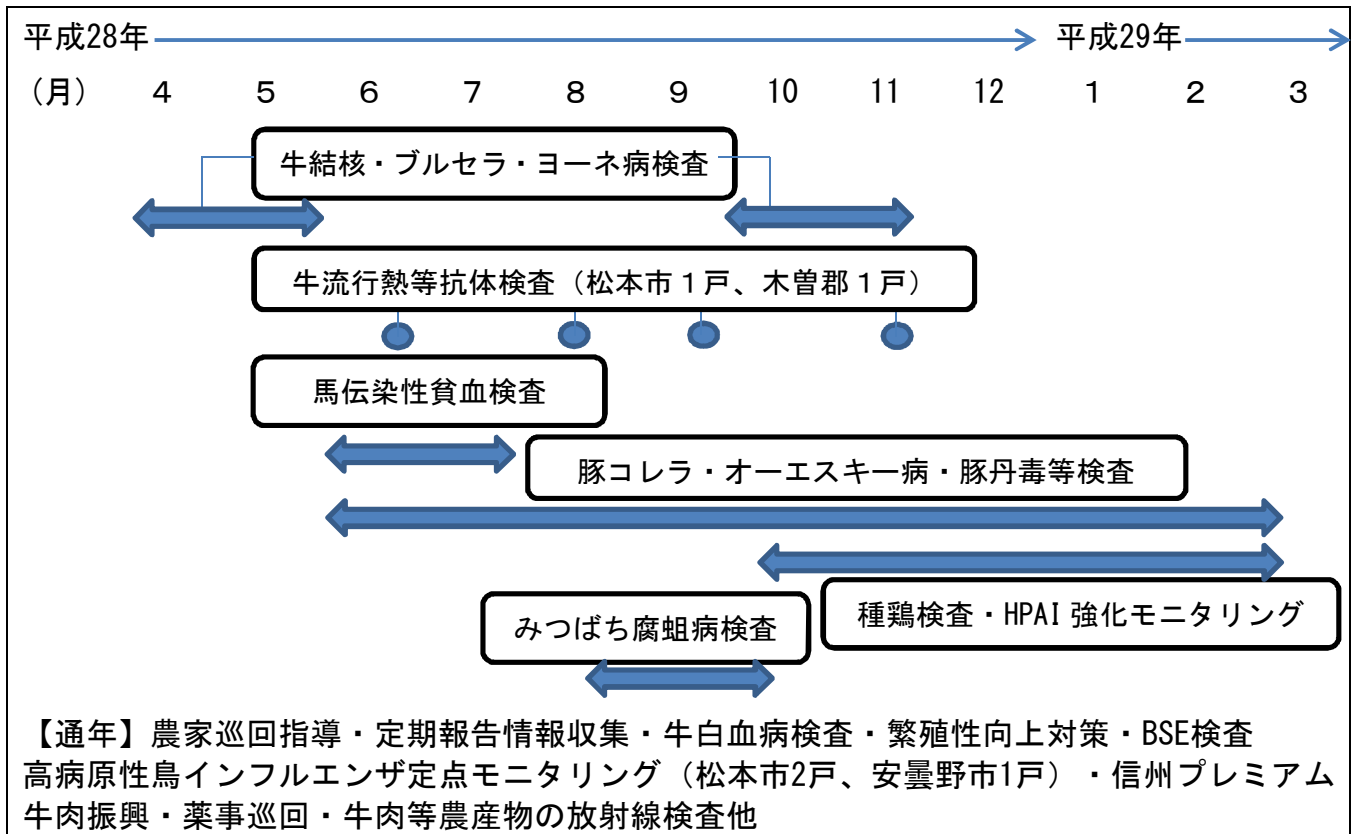 平成28年 平成29年
(月) 4 5 6 7 8 9 10 11 12 1 2 3
牛結核・ブルセラ・ヨーネ病検査
牛流行熱等抗体検査（松本市１戸、木曽郡１戸）
馬伝染性貧血検査
豚コレラ・オーエスキー病・豚丹毒等検査
種鶏検査・HPAI 強化モニタリング
みつばち腐蛆病検査
【通年】農家巡回指導・定期報告情報収集・牛白血病検査・繁殖性向上対策・BSE検査
高病原性鳥インフルエンザ定点モニタリング（松本市2戸、安曇野市1戸）・信州プレミアム
牛肉振興・薬事巡回・牛肉等農産物の放射線検査他